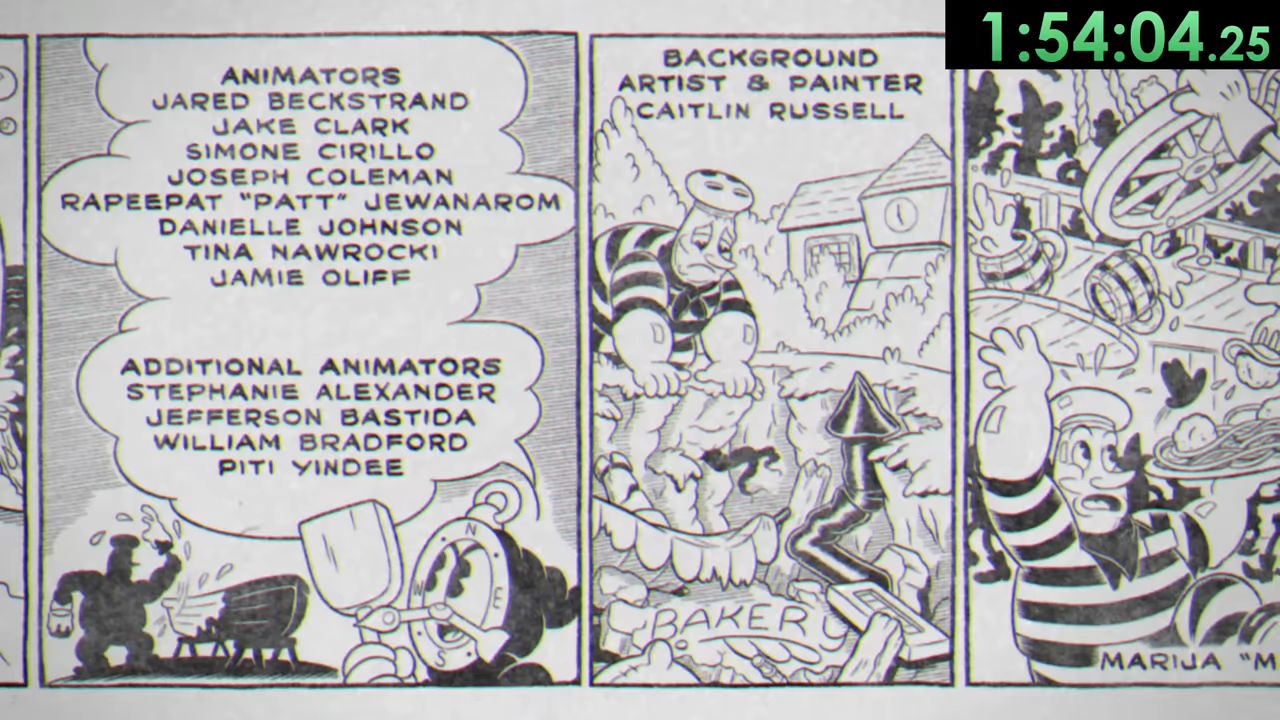 1:54:04.25
ANIMATORS
JARED BECKSTRAND
JAKE CLARK
SIMONE CIRILLO
JOSEPH COLEMAN
RAPEEPAT "PATT" JEWANAROM
DANIELLE JOHNSON
TINA NAWROCKI
JAMIE OLIFF
ADDITIONAL ANIMATORS
STEPHANIE ALEXANDER
JEFFERSON BASTIDA
WILLIAM BRADFORD
PITI YINDEE
N
W
E
S
BACKGROUND
ARTIST & PAINTER
CAITLIN RUSSELL
BAKERY
MARIJA "M